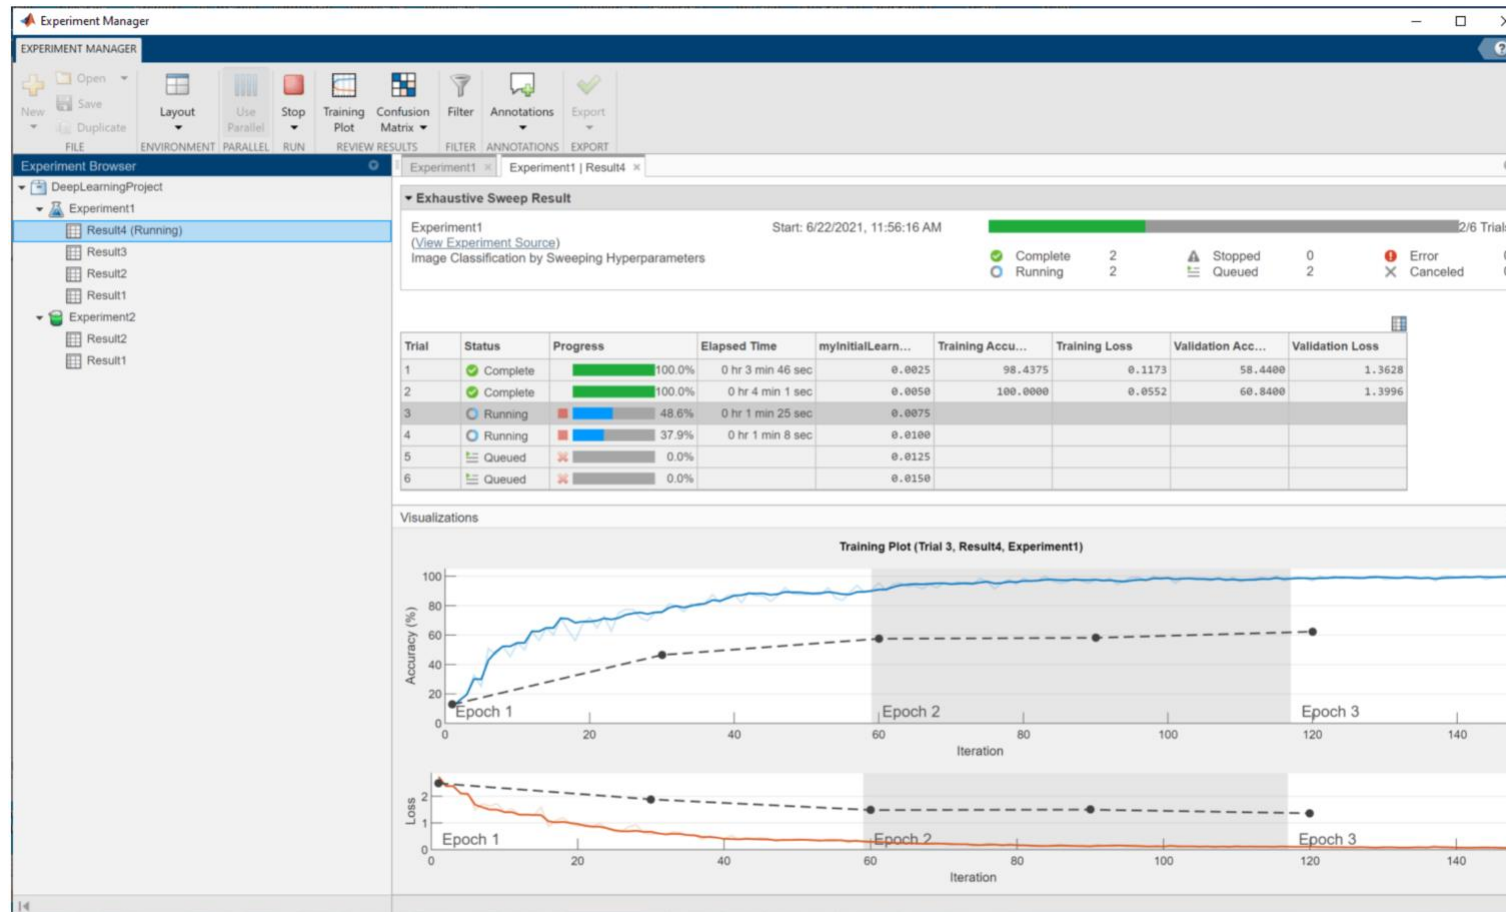 Experiment Manager
EXPERIMENT MANAGER
New
Open
Save
Duplicate
Layout
Use Parallel
Stop
Training Plot
Confusion Matrix
Filter
Annotations
Export
FILE ENVIRONMENT PARALLEL RUN REVIEW RESULTS FILTER ANNOTATIONS EXPORT
Experiment Browser
DeepLearningProject
Experiment1
Result4 (Running)
Result3
Result2
Result1
Experiment2
Result2
Result1
Experiment1 × Experiment1 | Result4 ×
Exhaustive Sweep Result
Experiment1 Start: 6/22/2021, 11:56:16 AM 2/6 Trials
(View Experiment Source)
Image Classification by Sweeping Hyperparameters
Complete 2 Stopped 0 Error
Running 2 Queued 2 Canceled
Trial Status Progress Elapsed Time myInitialLearn... Training Accu... Training Loss Validation Acc... Validation Loss
1 Complete 100.0% 0 hr 3 min 46 sec 0.0025 98.4375 0.1173 58.4400 1.3628
2 Complete 100.0% 0 hr 4 min 1 sec 0.0050 100.0000 0.0552 60.8400 1.3996
3 Running 48.6% 0 hr 1 min 25 sec 0.0075
4 Running 37.9% 0 hr 1 min 8 sec 0.0100
5 Queued 0.0% 0.0125
6 Queued 0.0% 0.0150
Visualizations
Training Plot (Trial 3, Result4, Experiment1)
Accuracy (%)
100
80
60
40
20
0
Epoch 1 Epoch 2 Epoch 3
0 20 40 60 80 100 120 140
Iteration
Loss
2
1
0
Epoch 1 Epoch 2 Epoch 3
0 20 40 60 80 100 120 140
Iteration